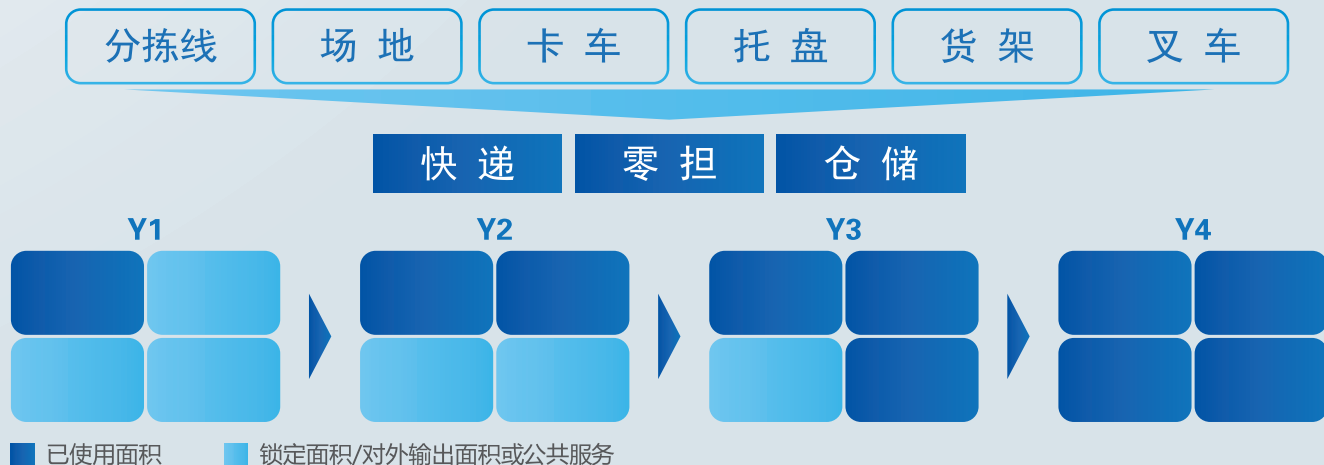 分拣线 场地 卡车 托盘 货架 叉车
快递 零担 仓储
Y1 Y2 Y3 Y4
已使用面积 锁定面积/对外输出面积或公共服务